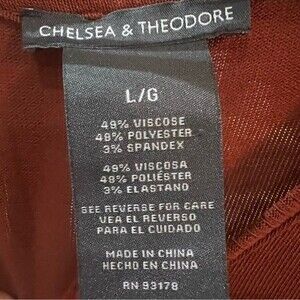 CHELSEA & THEODORE
L/G
49% VISCOSE
48% POLYESTER
3% SPANDEX
49% VISCOSA
48% POLIÉSTER
3% ELASTANO
SEE REVERSE FOR CARE
VEA EL REVERSO
PARA EL CUIDADO
MADE IN CHINA
HECHO EN CHINA
RN 93178